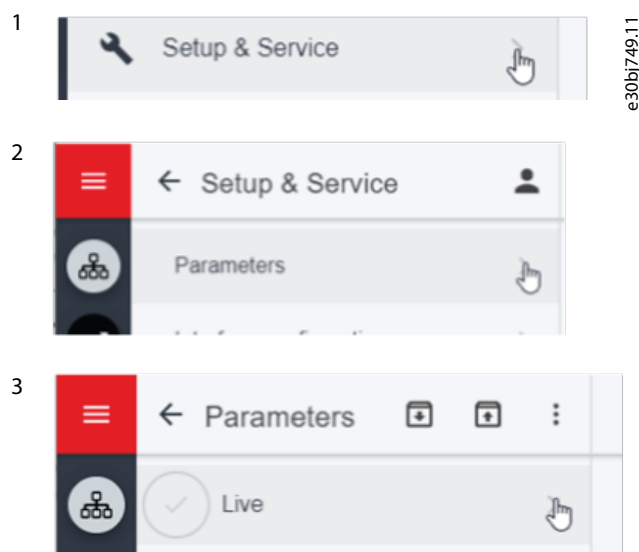 1
Setup & Service
e30bj749.11
2
Setup & Service
Parameters
3
Parameters
Live